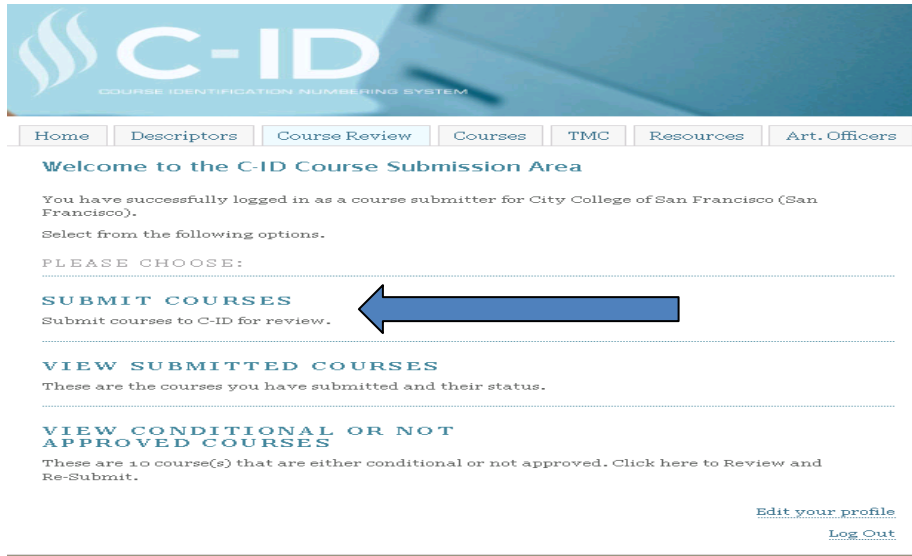 C-ID
COURSE IDENTIFICATION NUMBERING SYSTEM
Home Descriptors Course Review Courses TMC Resources Art. Officers
Welcome to the C-ID Course Submission Area
You have successfully logged in as a course submitter for City College of San Francisco (San
Francisco).
Select from the following options.
PLEASE CHOOSE:
SUBMIT COURSES
Submit courses to C-ID for review.
VIEW SUBMITTED COURSES
These are the courses you have submitted and their status.
VIEW CONDITIONAL OR NOT
APPROVED COURSES
These are 10 course(s) that are either conditional or not approved. Click here to Review and
Re-Submit.
Edit your profile
Log Out